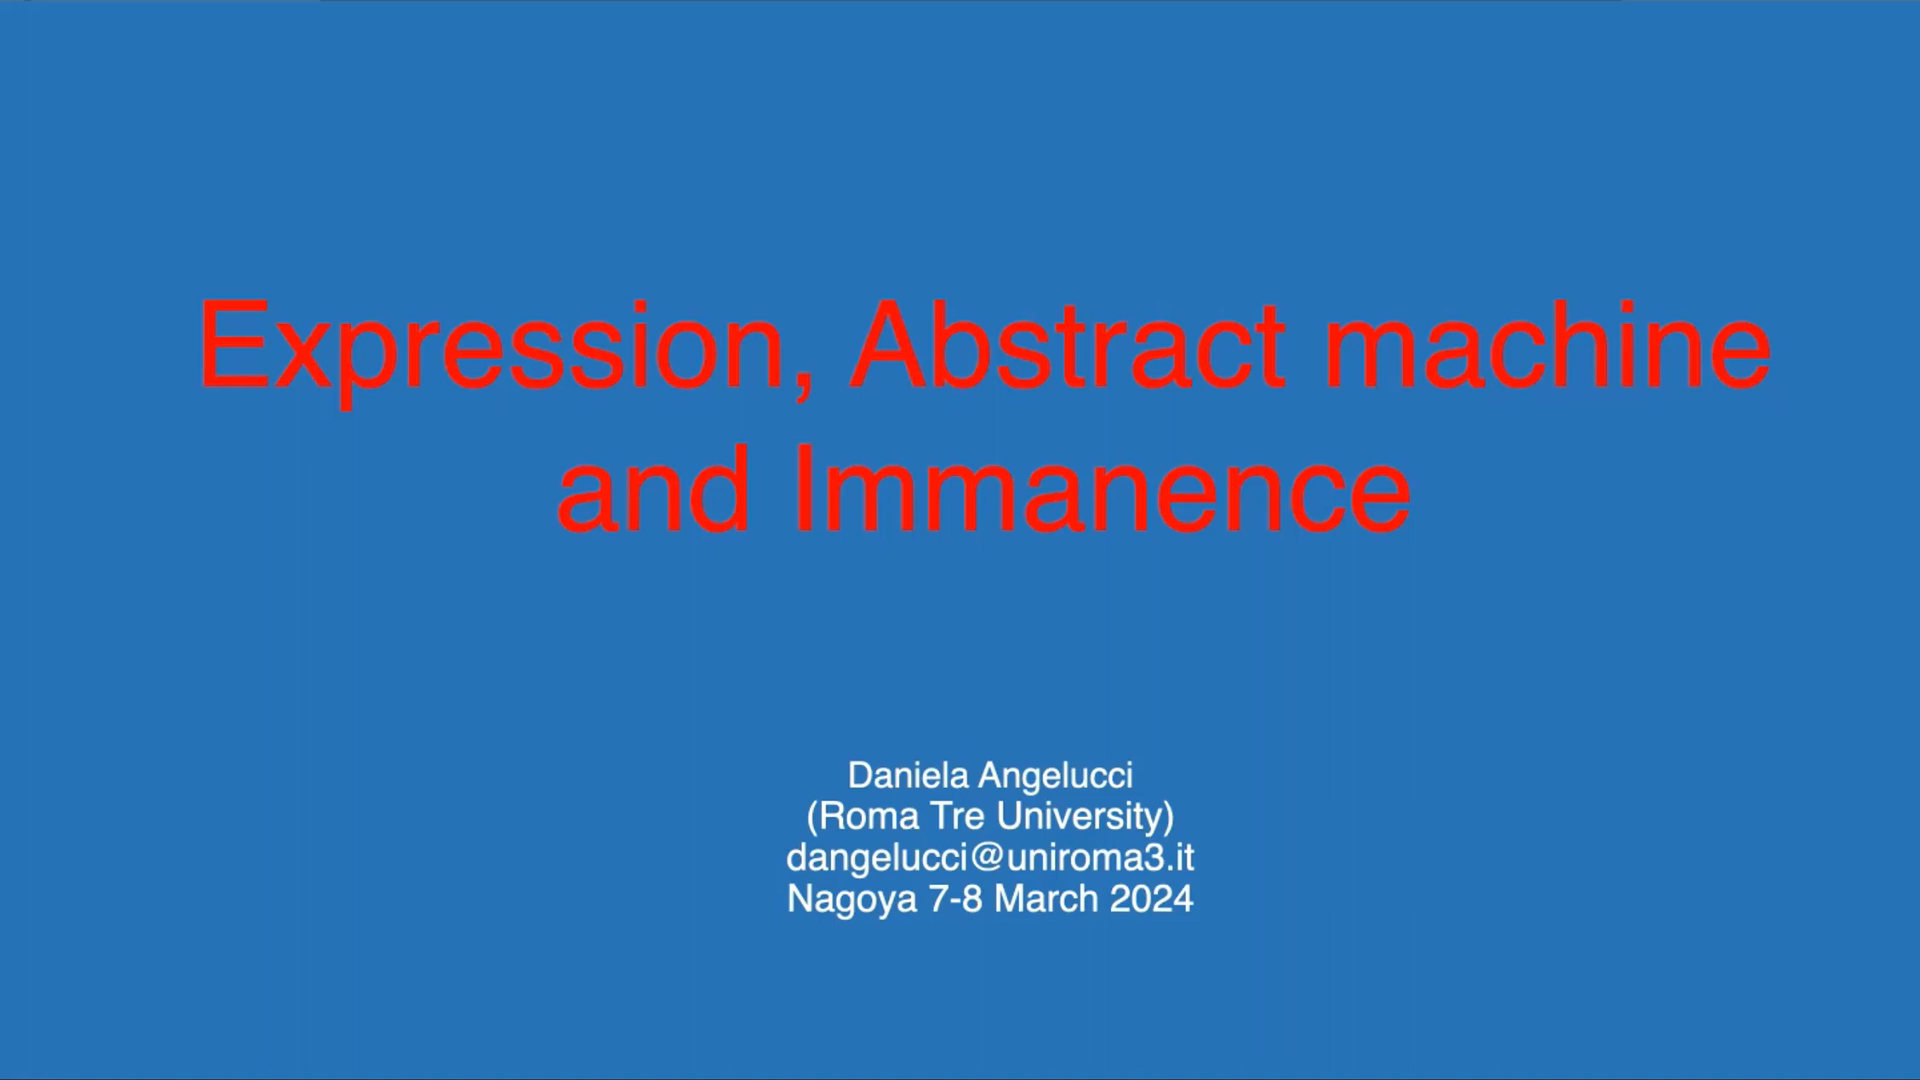 Expression, Abstract machine
and Immanence
Daniela Angelucci
(Roma Tre University)
dangelucci@uniroma3.it
Nagoya 7-8 March 2024